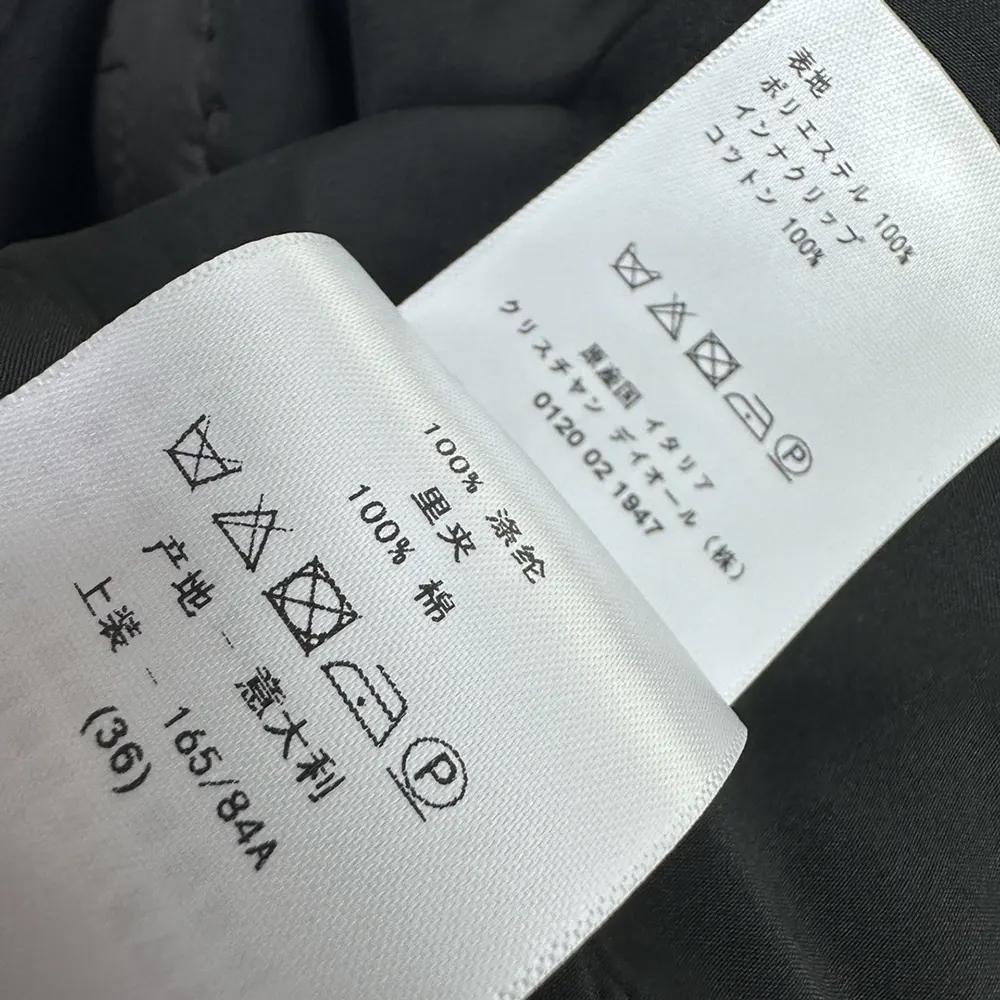 表地
ポリエステル 100%
インナクリップ
コットン 100%
P
原産国 イタリア
クリスチャン ディオール (株)
0120 02 1947
100% 涤纶
里夹
100% 棉
P
产地 — 意大利
上装 — 165/84A
(36)